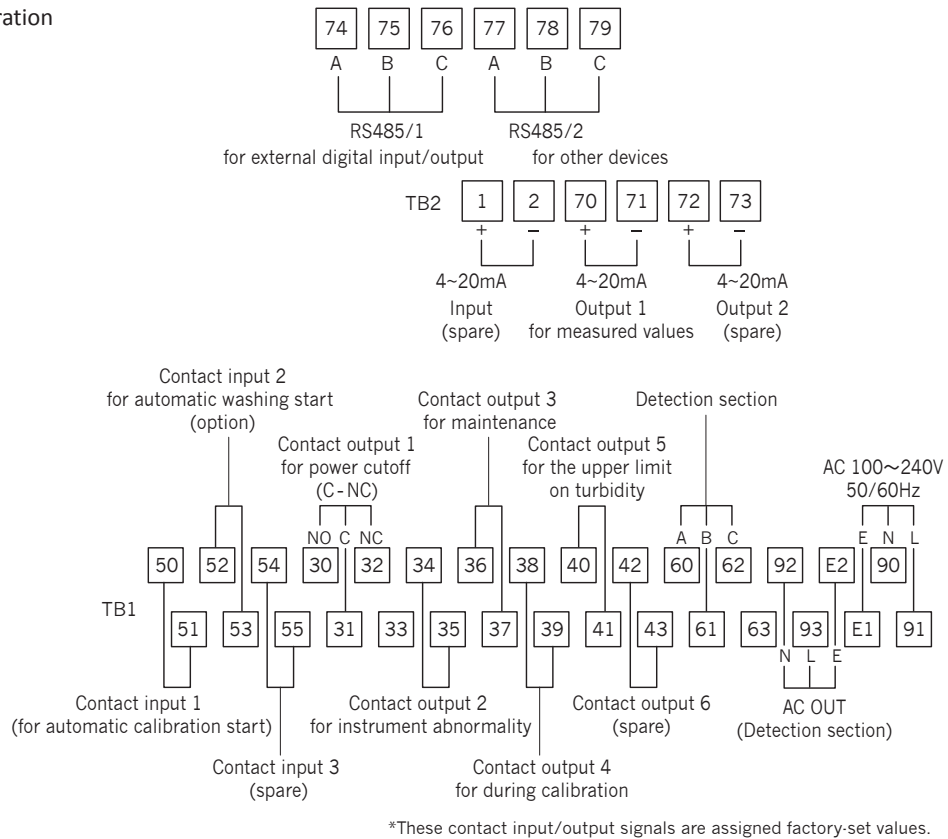 ration
74 75 76 77 78 79
A B C A B C
RS485/1 RS485/2
for external digital input/output for other devices
TB2 1 2 70 71 72 73
+ − + − + −
4~20mA 4~20mA 4~20mA
Input Output 1 Output 2
(spare) for measured values (spare)
Contact input 2
for automatic washing start
(option)
Contact output 1
for power cutoff
(C-NC)
Contact output 3
for maintenance
Contact output 5
for the upper limit
on turbidity
Detection section
AC 100～240V
50/60Hz
NO C NC A B C E N L
50 52 54 30 32 34 36 38 40 42 60 62 92 E2 90
TB1
51 53 55 31 33 35 37 39 41 43 61 63 93 E1 91
N L E
Contact input 1
(for automatic calibration start)
Contact output 2
for instrument abnormality
Contact output 6
(spare)
AC OUT
(Detection section)
Contact input 3
(spare)
Contact output 4
for during calibration
*These contact input/output signals are assigned factory-set values.